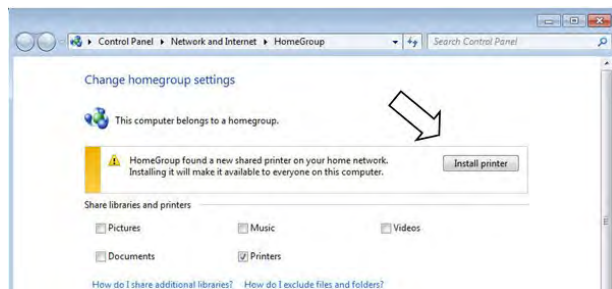 Control Panel ▸ Network and Internet ▸ HomeGroup
Search Control Panel
Change homegroup settings
This computer belongs to a homegroup.
HomeGroup found a new shared printer on your home network.
Installing it will make it available to everyone on this computer.
Install printer
Share libraries and printers
Pictures Music Videos
Documents Printers
How do I share additional libraries? How do I exclude files and folders?